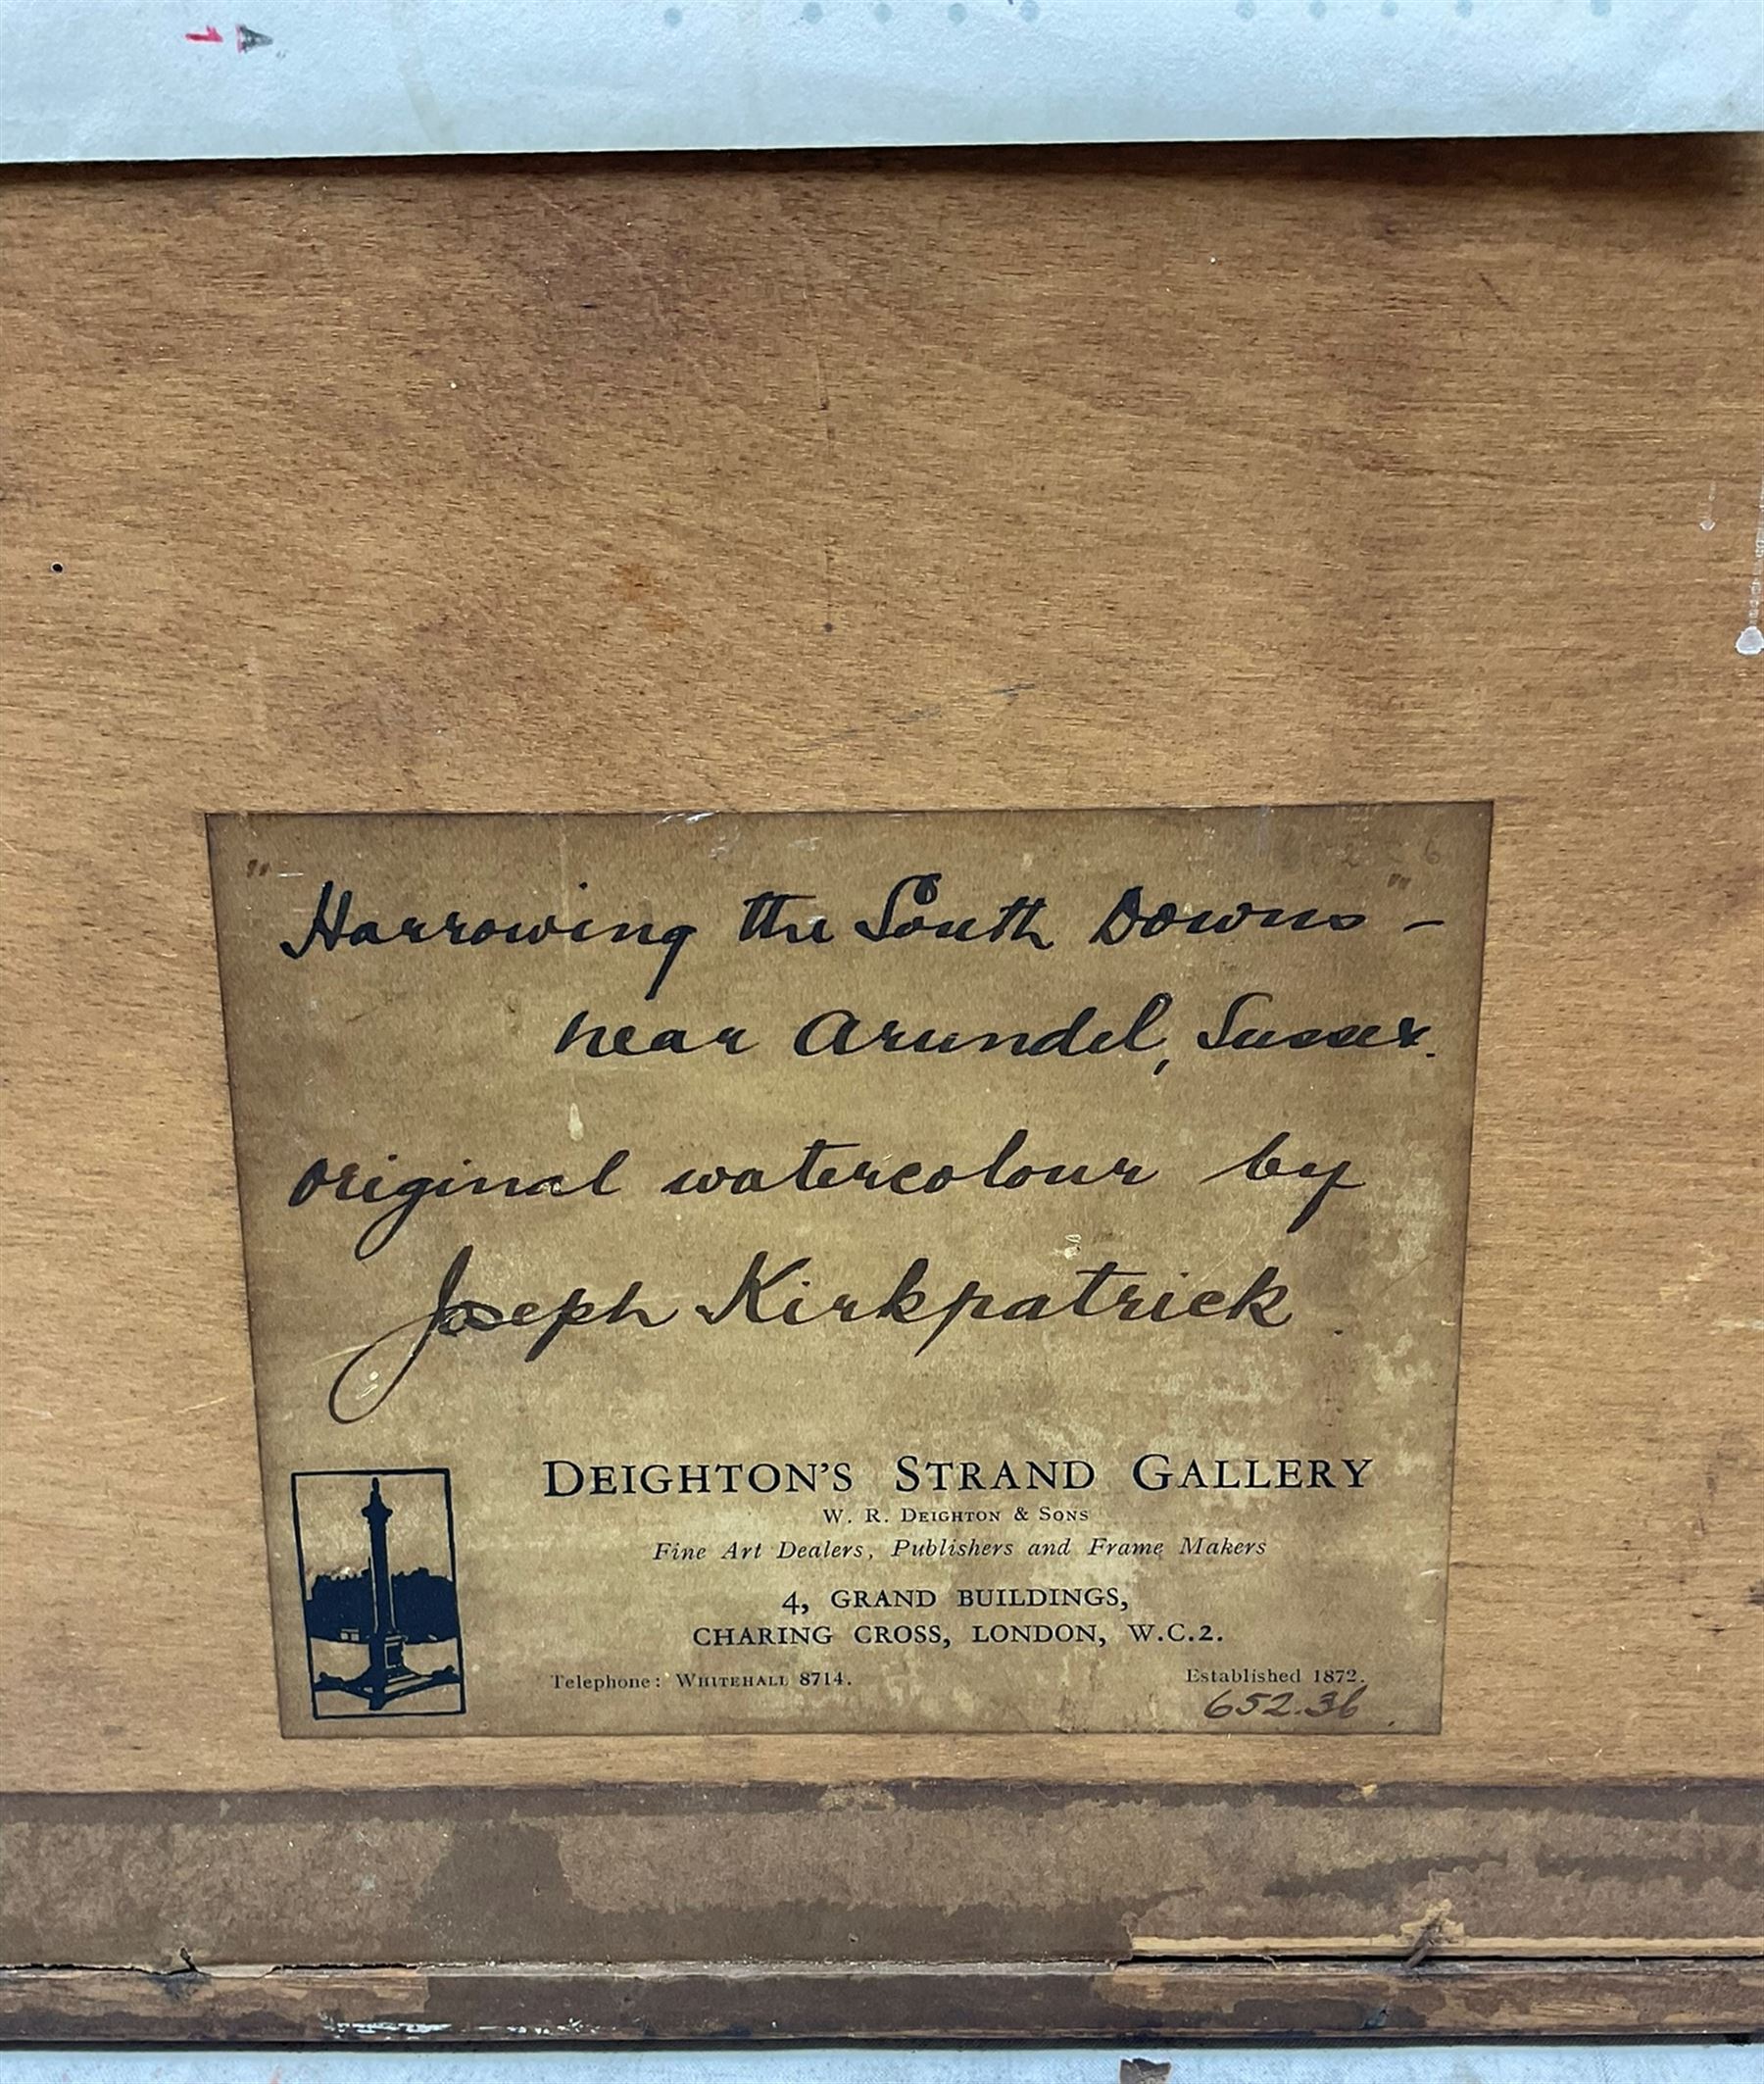 "Harrowing the South Downs" -
near Arundel, Sussex.
original watercolour by
Joseph Kirkpatrick.
DEIGHTON'S STRAND GALLERY
W. R. DEIGHTON & SONS
Fine Art Dealers, Publishers and Frame Makers
4, GRAND BUILDINGS,
CHARING CROSS, LONDON, W.C.2.
Telephone: WHITEHALL 8714.
Established 1872.
652.36